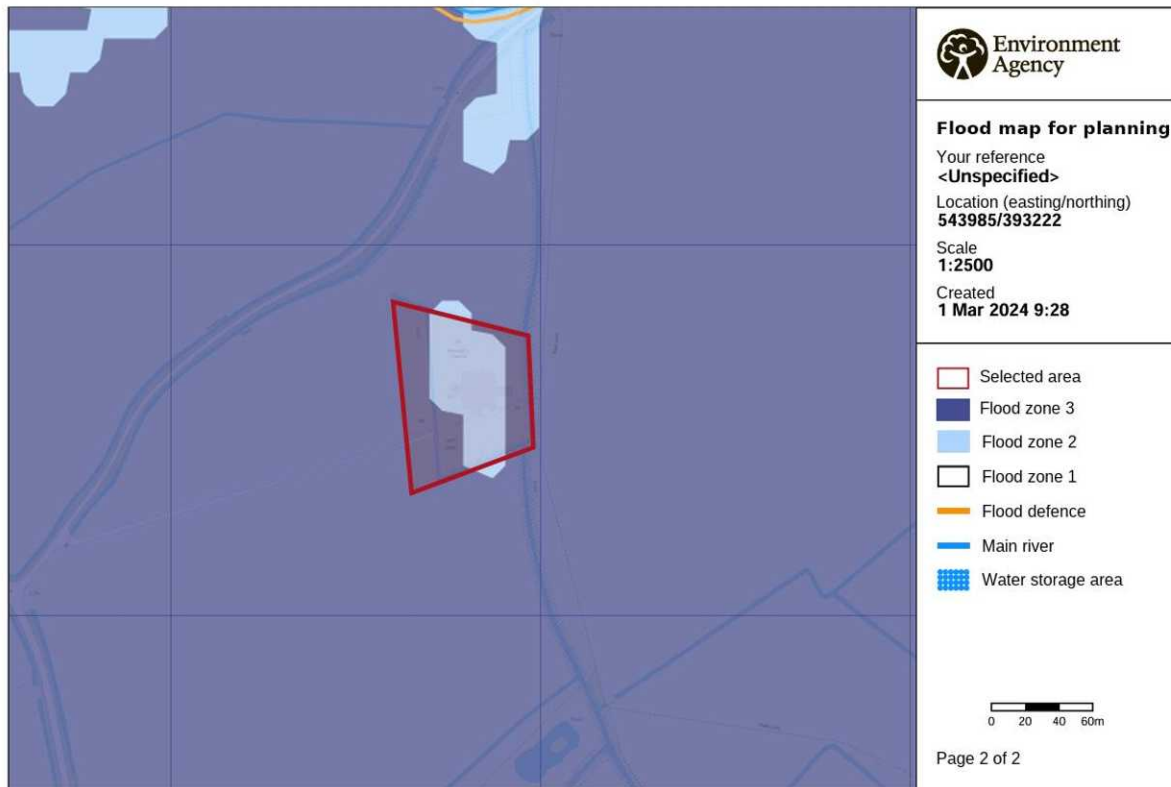 Environment
Agency
Flood map for planning
Your reference
<Unspecified>
Location (easting/northing)
543985/393222
Scale
1:2500
Created
1 Mar 2024 9:28
Selected area
Flood zone 3
Flood zone 2
Flood zone 1
Flood defence
Main river
Water storage area
0 20 40 60m
Page 2 of 2